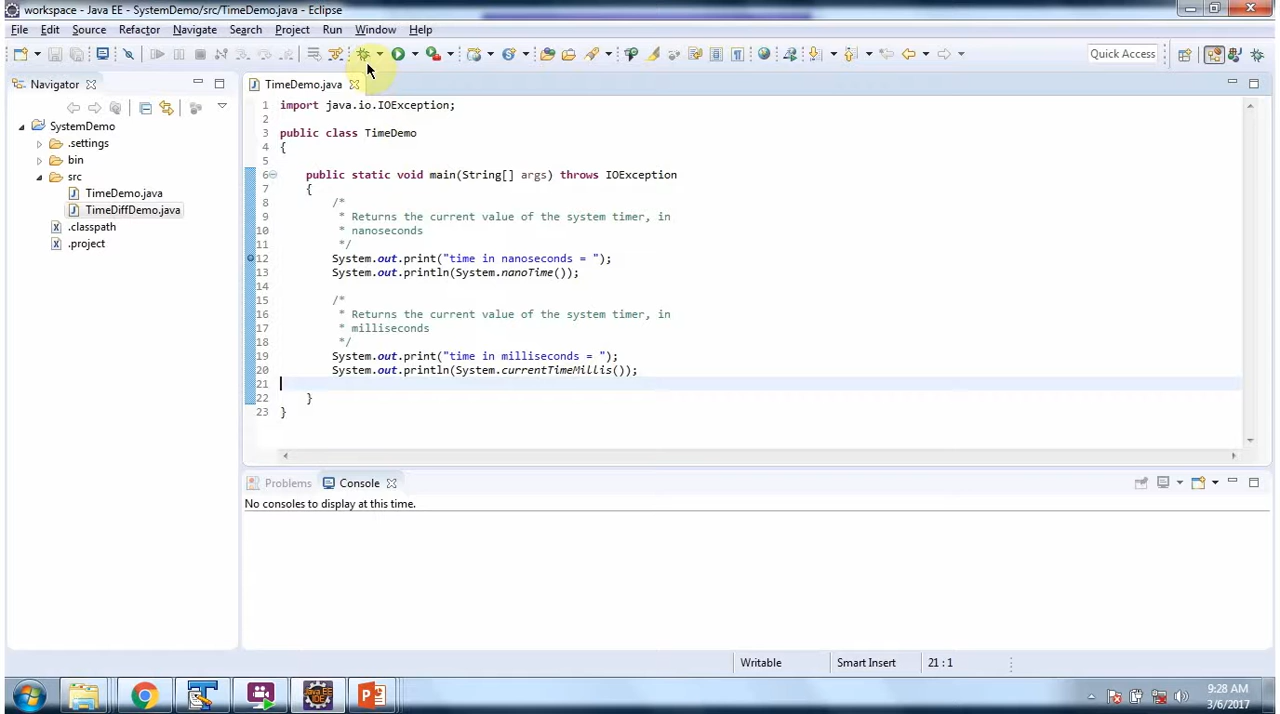 workspace - Java EE - SystemDemo/src/TimeDemo.java - Eclipse
File Edit Source Refactor Navigate Search Project Run Window Help
Quick Access
Navigator
TimeDemo.java
SystemDemo
.settings
bin
src
TimeDemo.java
TimeDiffDemo.java
.classpath
.project
1 import java.io.IOException;
2
3 public class TimeDemo
4 {
5
6 public static void main(String[] args) throws IOException
7 {
8 /*
9 * Returns the current value of the system timer, in
10 * nanoseconds
11 */
12 System.out.print("time in nanoseconds = ");
13 System.out.println(System.nanoTime());
14
15 /*
16 * Returns the current value of the system timer, in
17 * milliseconds
18 */
19 System.out.print("time in milliseconds = ");
20 System.out.println(System.currentTimeMillis());
21
22 }
23 }
Problems Console
No consoles to display at this time.
Writable Smart Insert 21 : 1
Java EE
IDE
9:28 AM
3/6/2017